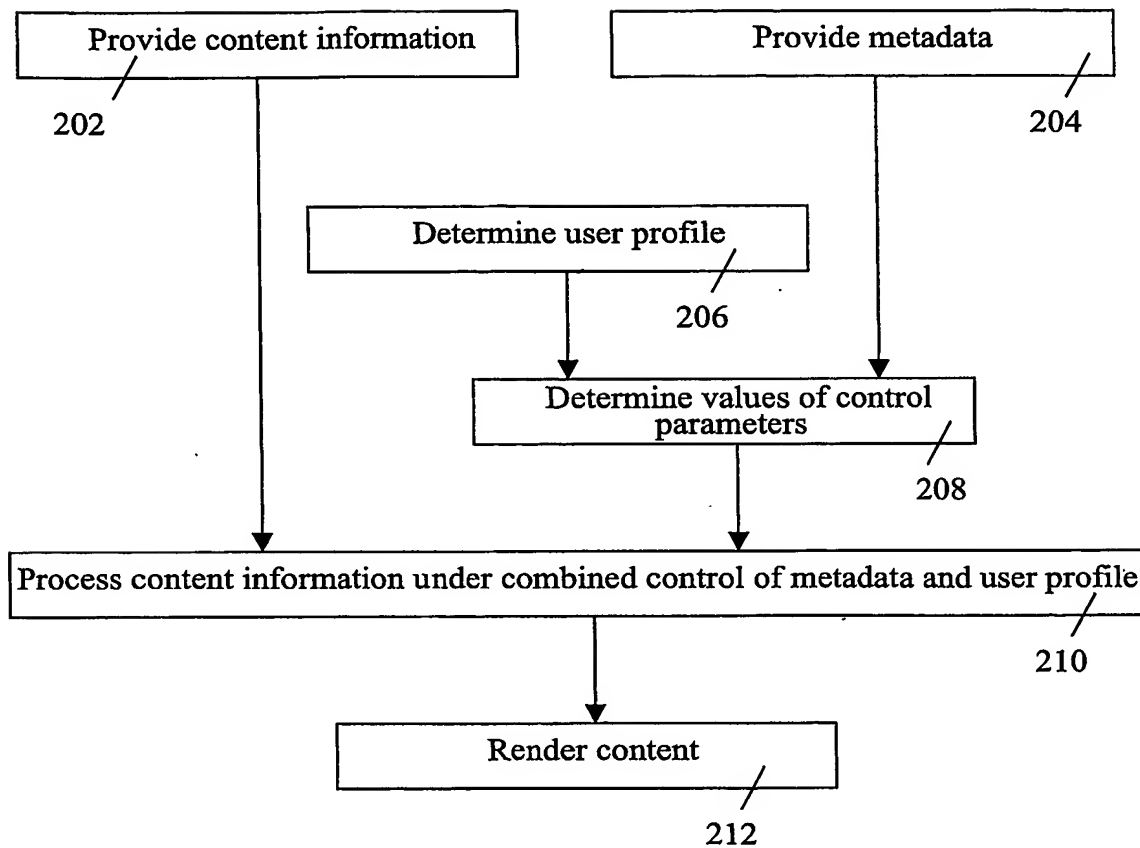 Provide content information
Provide metadata
202
204
Determine user profile
206
Determine values of control
parameters
208
Process content information under combined control of metadata and user profile
210
Render content
212